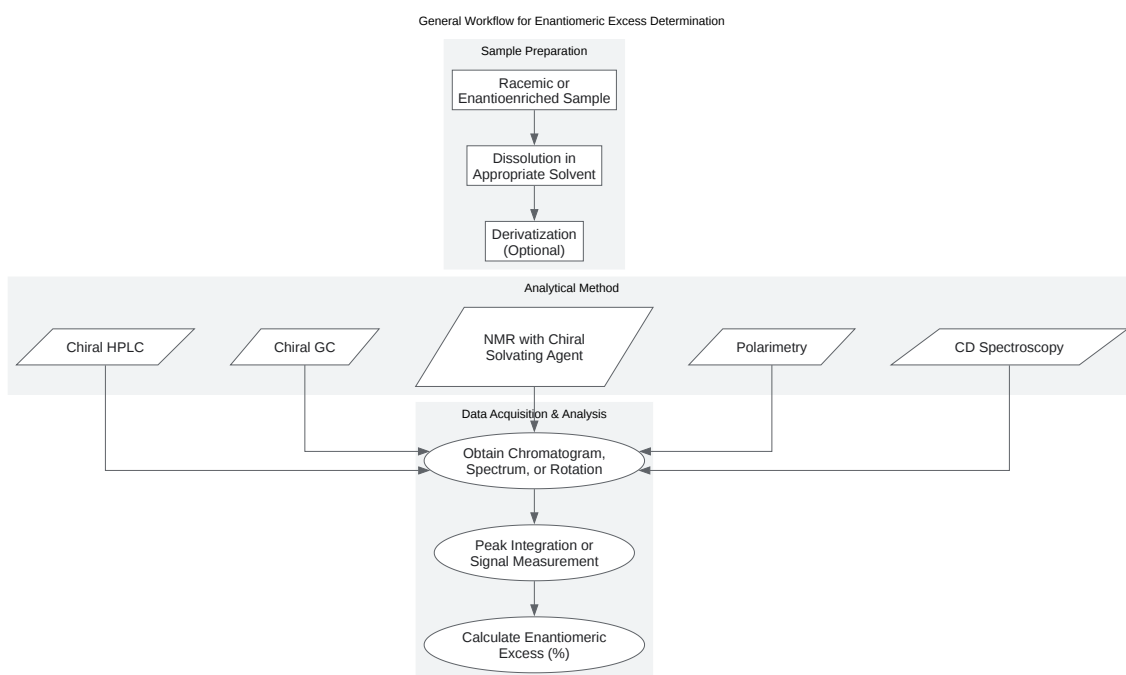 General Workflow for Enantiomeric Excess Determination
Sample Preparation
Racemic or
Enantioenriched Sample
Dissolution in
Appropriate Solvent
Derivatization
(Optional)
Analytical Method
Chiral HPLC
Chiral GC
NMR with Chiral
Solvating Agent
Polarimetry
CD Spectroscopy
Data Acquisition & Analysis
Obtain Chromatogram,
Spectrum, or Rotation
Peak Integration or
Signal Measurement
Calculate Enantiomeric
Excess (%)